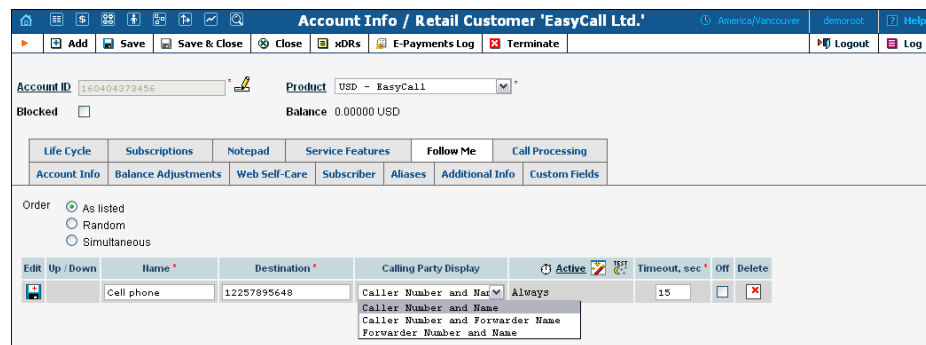 Account Info / Retail Customer 'EasyCall Ltd.' America/Vancouver demoroot Help
Add Save Save & Close Close xDRs E-Payments Log Terminate Logout Log
Account ID 160404373456 * Product USD - EasyCall *
Blocked Balance 0.00000 USD
Life Cycle Subscriptions Notepad Service Features Follow Me Call Processing
Account Info Balance Adjustments Web Self-Care Subscriber Aliases Additional Info Custom Fields
Order As listed
Random
Simultaneous
Edit Up / Down Name * Destination * Calling Party Display Active TEST Timeout, sec * Off Delete
Cell phone 12257895648 Caller Number and Nam Always 15
Caller Number and Name
Caller Number and Forwarder Name
Forwarder Number and Name